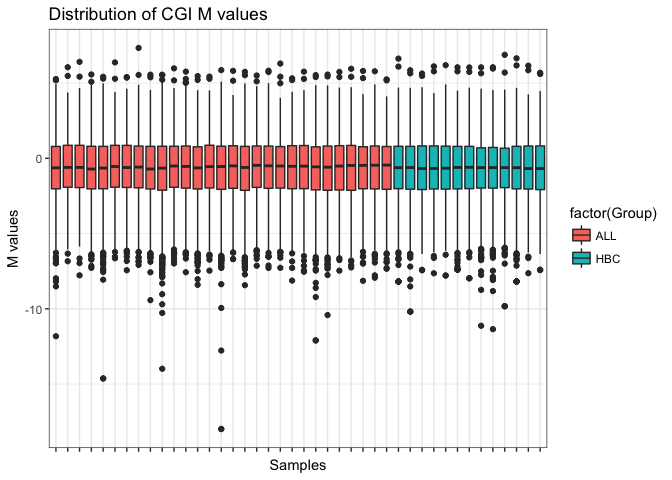 Distribution of CGI M values
0
-10
M values
Samples
factor(Group)
ALL
HBC